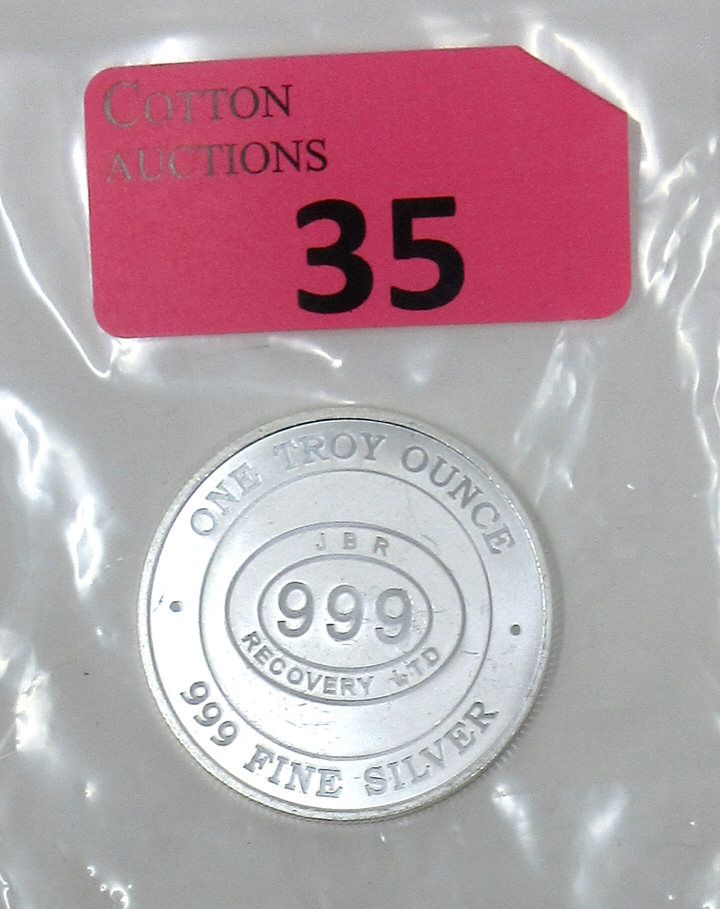 COTTON
AUCTIONS
35
ONE TROY OUNCE
JBR
999
RECOVERY LTD
999 FINE SILVER